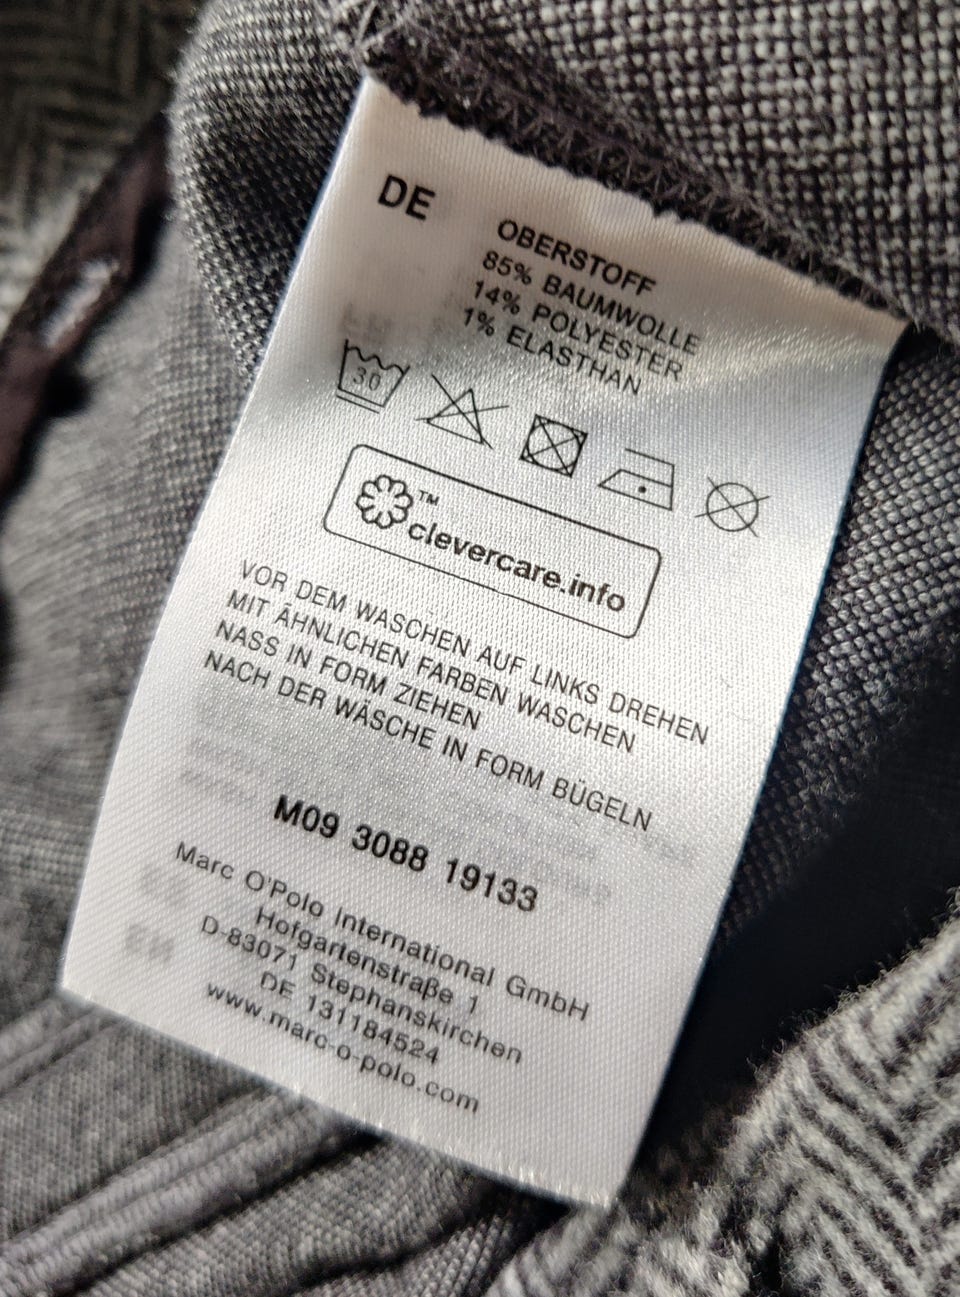 DE
OBERSTOFF
85% BAUMWOLLE
14% POLYESTER
1% ELASTHAN
30
™
clevercare.info
VOR DEM WASCHEN AUF LINKS DREHEN
MIT ÄHNLICHEN FARBEN WASCHEN
NASS IN FORM ZIEHEN
NACH DER WÄSCHE IN FORM BÜGELN
M09 3088 19133
Marc O'Polo International GmbH
Hofgartenstraße 1
D-83071 Stephanskirchen
DE 131184524
www.marc-o-polo.com